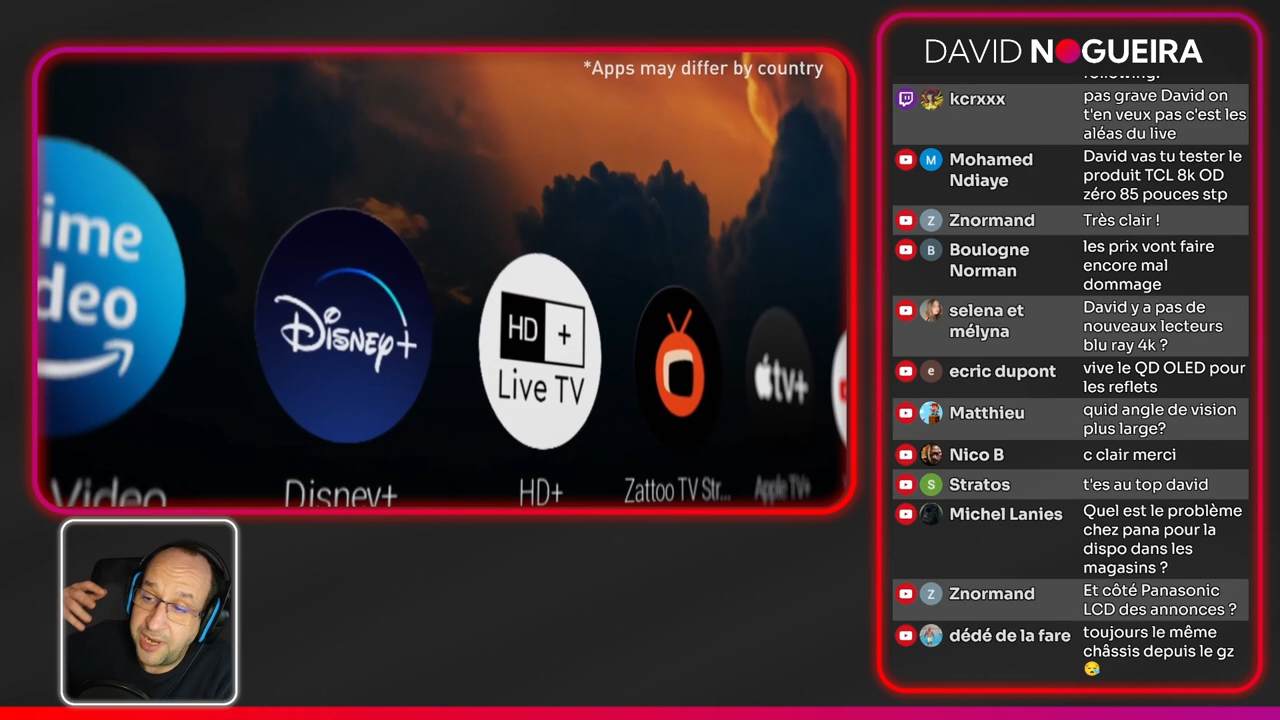 *Apps may differ by country
ime
deo
Disney+
HD +
Live TV
tv+
Video
Disney+
HD+
Zattoo TV Str...
Apple TV+
DAVID NOGUEIRA
following!
kcrxxx
pas grave David on
t'en veux pas c'est les
aléas du live
M
Mohamed
Ndiaye
David vas tu tester le
produit TCL 8k OD
zéro 85 pouces stp
Z
Znormand
Très clair !
B
Boulogne
Norman
les prix vont faire
encore mal
dommage
selena et
mélyna
David y a pas de
nouveaux lecteurs
blu ray 4k ?
e
ecric dupont
vive le QD OLED pour
les reflets
Matthieu
quid angle de vision
plus large?
Nico B
c clair merci
S
Stratos
t'es au top david
Michel Lanies
Quel est le problème
chez pana pour la
dispo dans les
magasins ?
Z
Znormand
Et côté Panasonic
LCD des annonces ?
dédé de la fare
toujours le même
châssis depuis le gz
😥